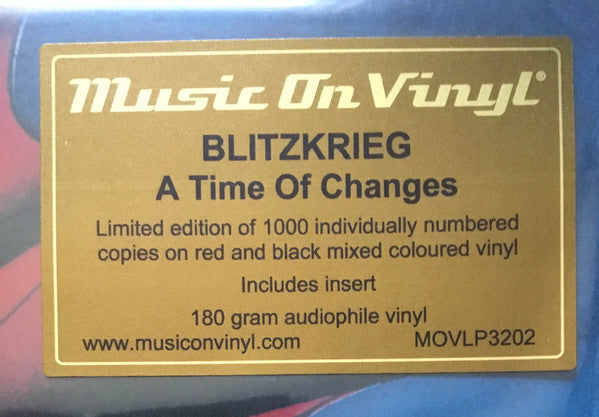 Music On Vinyl®
BLITZKRIEG
A Time Of Changes
Limited edition of 1000 individually numbered
copies on red and black mixed coloured vinyl
Includes insert
180 gram audiophile vinyl
www.musiconvinyl.com MOVLP3202